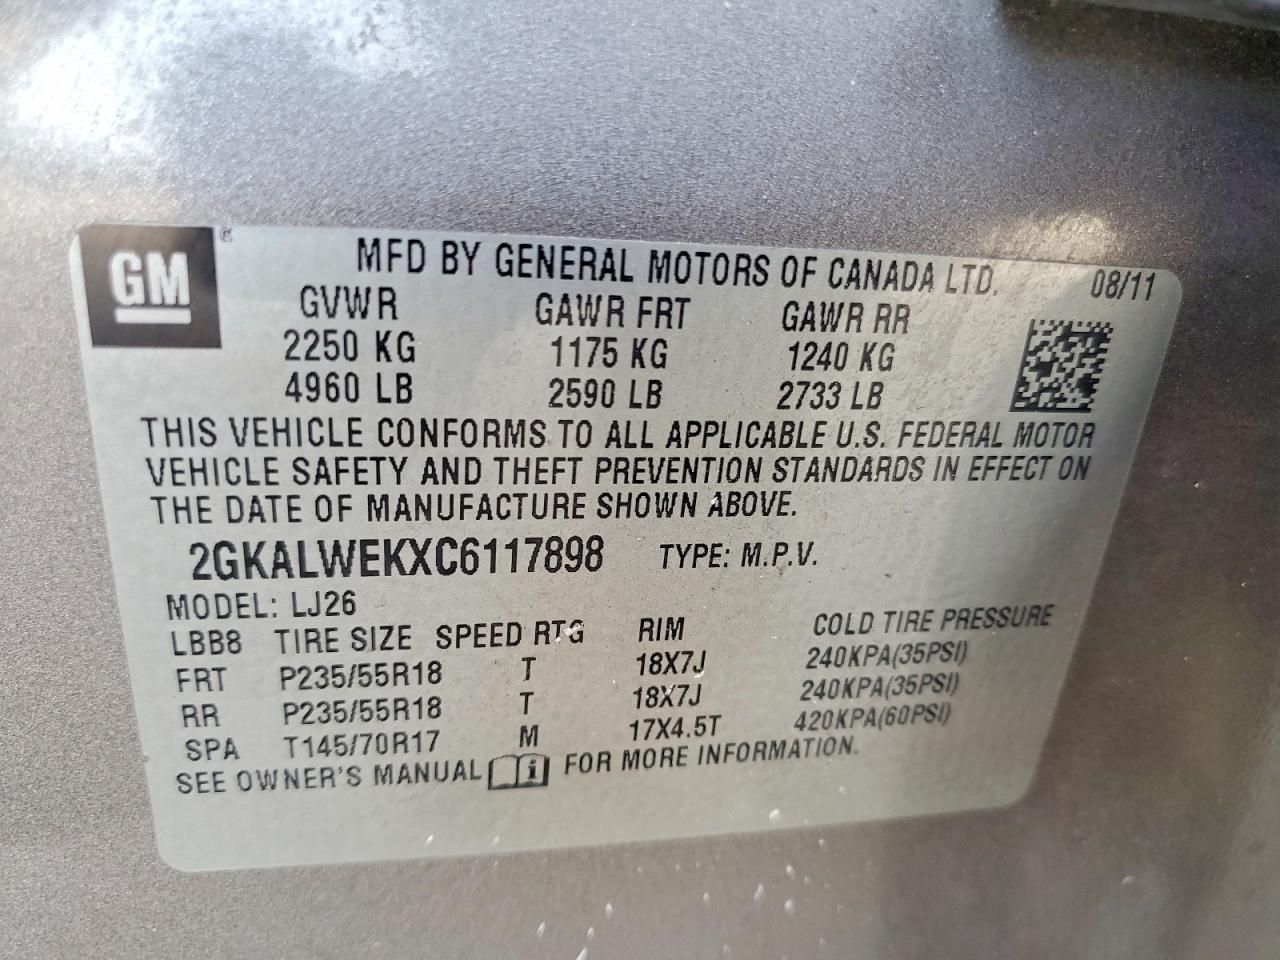 GM ®
MFD BY GENERAL MOTORS OF CANADA LTD. 08/11
GVWR GAWR FRT GAWR RR
2250 KG 1175 KG 1240 KG
4960 LB 2590 LB 2733 LB
THIS VEHICLE CONFORMS TO ALL APPLICABLE U.S. FEDERAL MOTOR
VEHICLE SAFETY AND THEFT PREVENTION STANDARDS IN EFFECT ON
THE DATE OF MANUFACTURE SHOWN ABOVE.
2GKALWEKXC6117898 TYPE: M.P.V.
MODEL: LJ26
LBB8 TIRE SIZE SPEED RTG RIM COLD TIRE PRESSURE
FRT P235/55R18 T 18X7J 240KPA(35PSI)
RR P235/55R18 T 18X7J 240KPA(35PSI)
SPA T145/70R17 M 17X4.5T 420KPA(60PSI)
SEE OWNER'S MANUAL i FOR MORE INFORMATION.